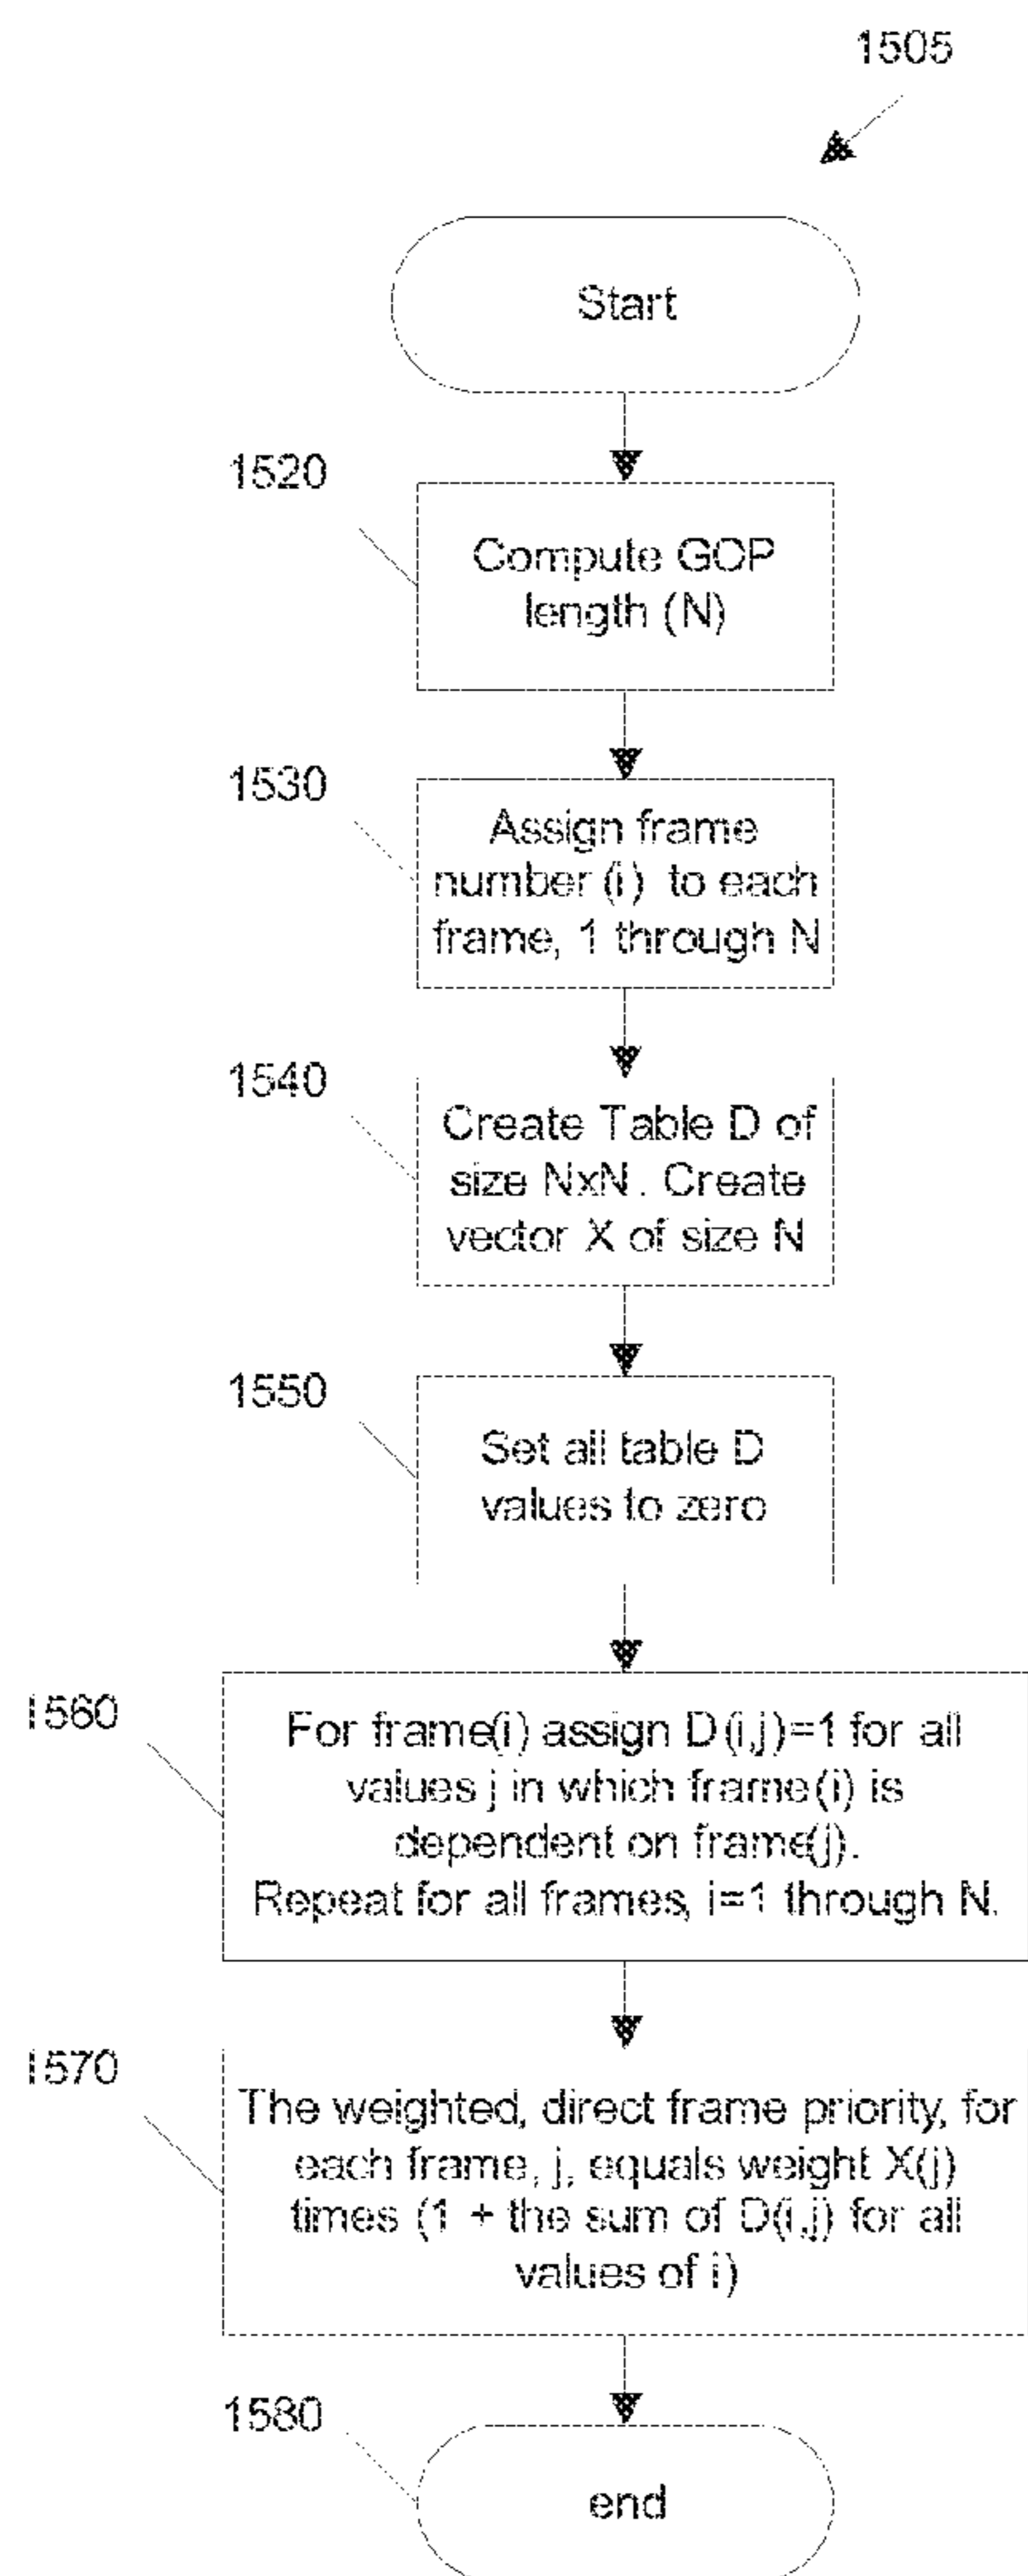 1505
Start
1520
Compute GOP
length (N)
1530
Assign frame
number (i) to each
frame, 1 through N
1540
Create Table D of
size NxN. Create
vector X of size N
1550
Set all table D
values to zero
1560
For frame(i) assign D(i,j)=1 for all
values j in which frame(i) is
dependent on frame(j).
Repeat for all frames, i=1 through N.
1570
The weighted, direct frame priority, for
each frame, j, equals weight X(j)
times (1 + the sum of D(i,j) for all
values of i)
1580
end